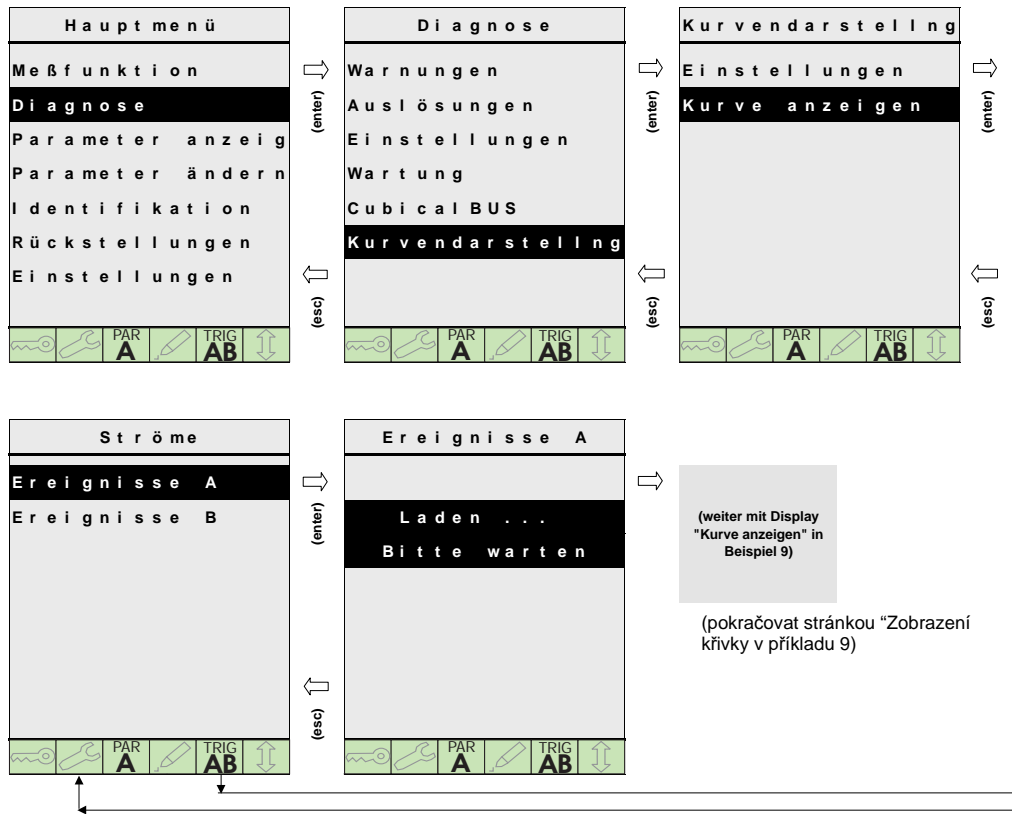 Hauptmenü
Meßfunktion
Diagnose
Parameter anzeig
Parameter ändern
Identifikation
Rückstellungen
Einstellungen
PAR
A
TRIG
AB
(enter)
(esc)
Diagnose
Warnungen
Auslösungen
Einstellungen
Wartung
CubicalBUS
Kurvendarstellng
PAR
A
TRIG
AB
(enter)
(esc)
Kurvendarstellng
Einstellungen
Kurve anzeigen
PAR
A
TRIG
AB
(enter)
(esc)
Ströme
Ereignisse A
Ereignisse B
PAR
A
TRIG
AB
(enter)
(esc)
Ereignisse A
Laden ...
Bitte warten
PAR
A
TRIG
AB
(weiter mit Display
"Kurve anzeigen" in
Beispiel 9)
(pokračovat stránkou “Zobrazení
křivky v příkladu 9)